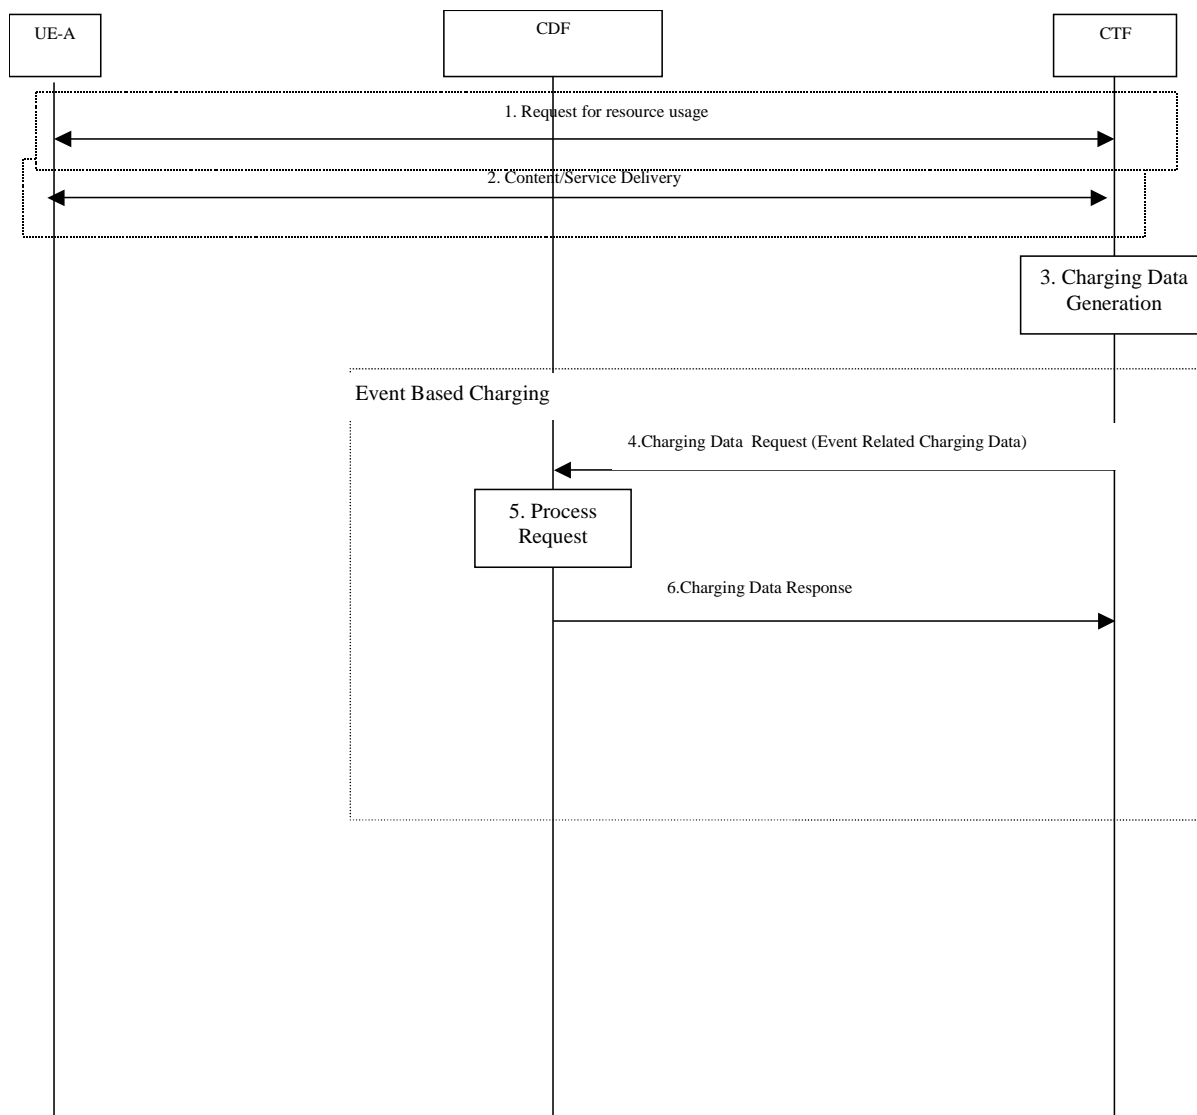 UE-A
CDF
CTF
1. Request for resource usage
2. Content/Service Delivery
3. Charging Data
Generation
Event Based Charging
4.Charging Data  Request (Event Related Charging Data)
5. Process
Request
6.Charging Data Response